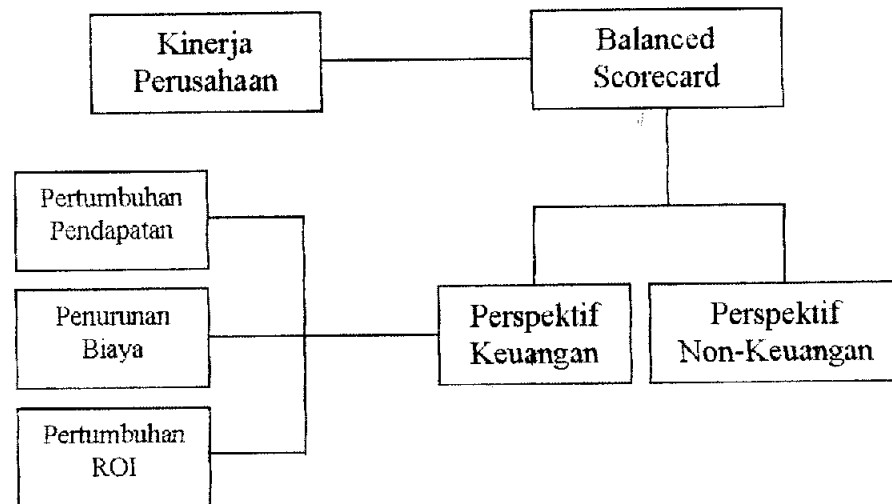 Kinerja
Perusahaan
Balanced
Scorecard
Pertumbuhan
Pendapatan
Penurunan
Biaya
Pertumbuhan
ROI
Perspektif
Keuangan
Perspektif
Non-Keuangan